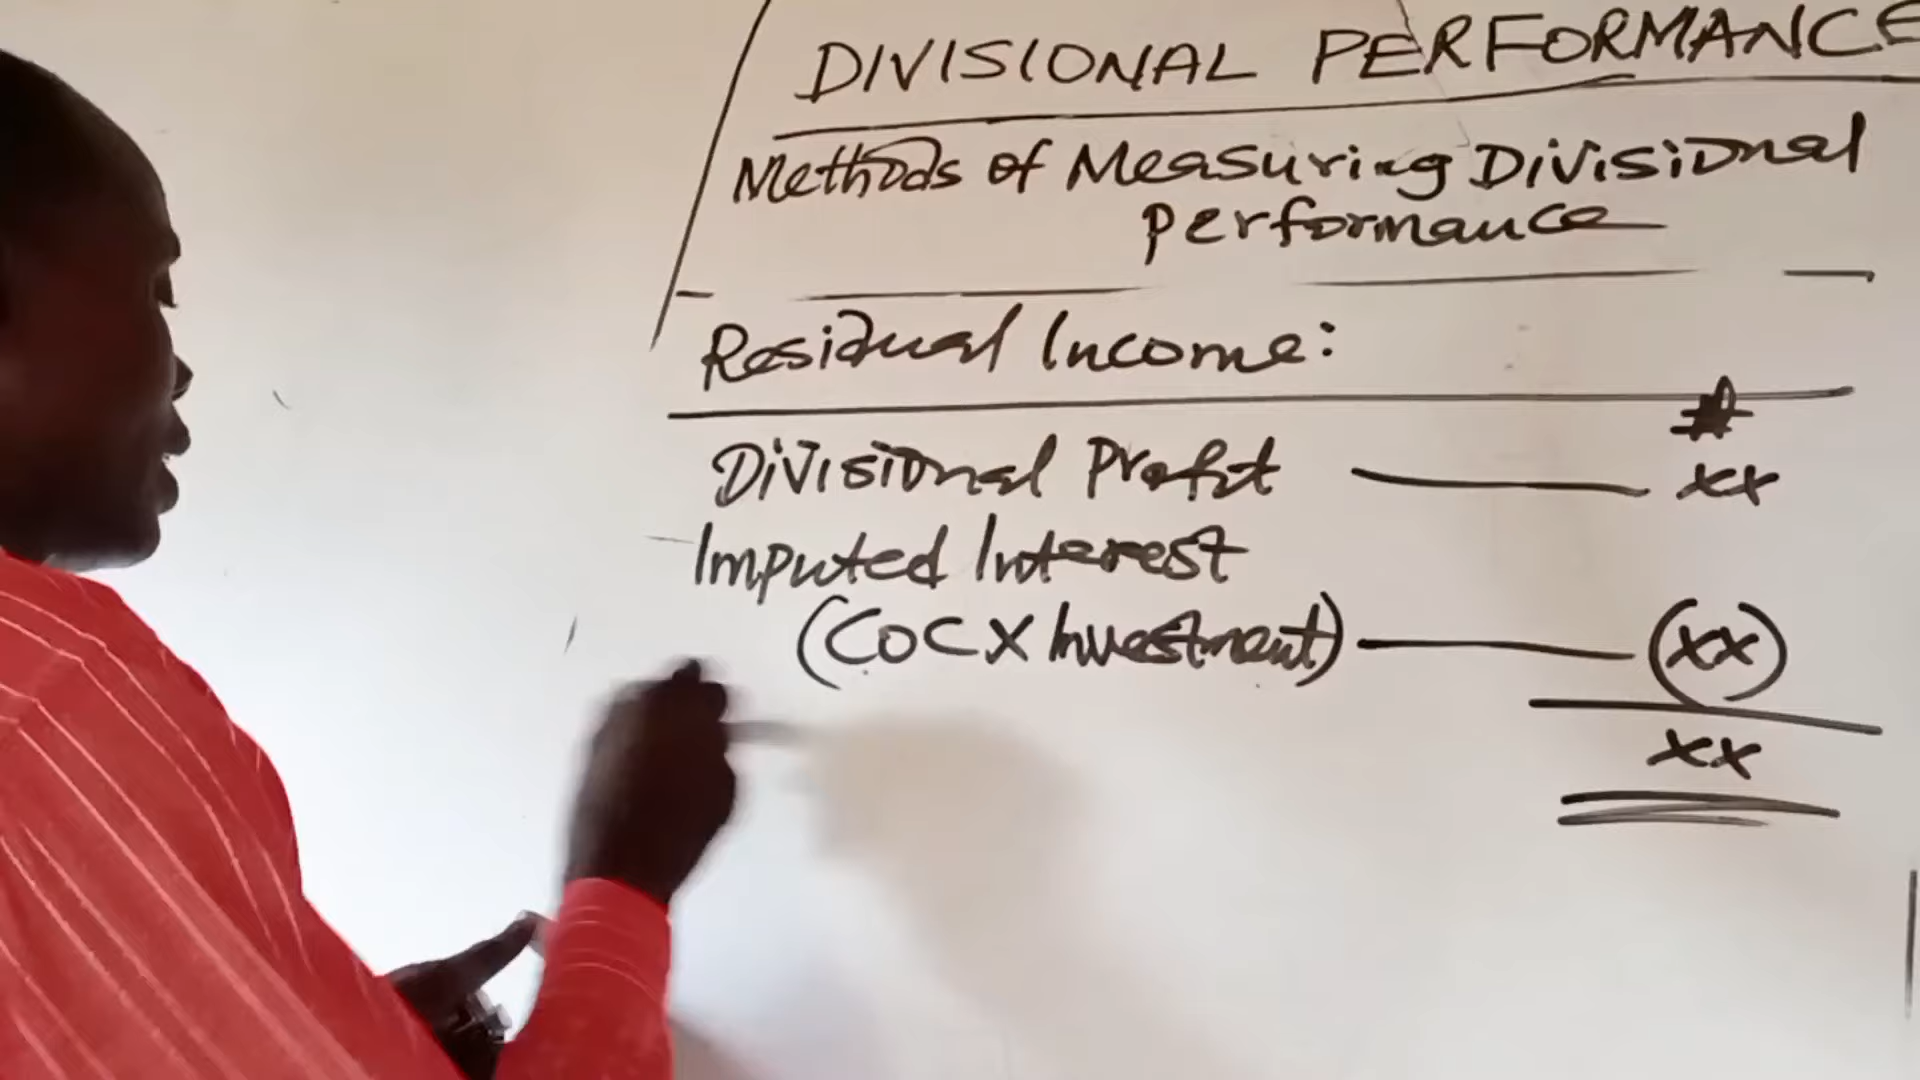 DIVISIONAL PERFORMANCE
Methods of Measuring Divisional
Performance
Residual Income:
₦
Divisional Profit — xx
Imputed Interest
(COC X Investment) — (xx)
xx